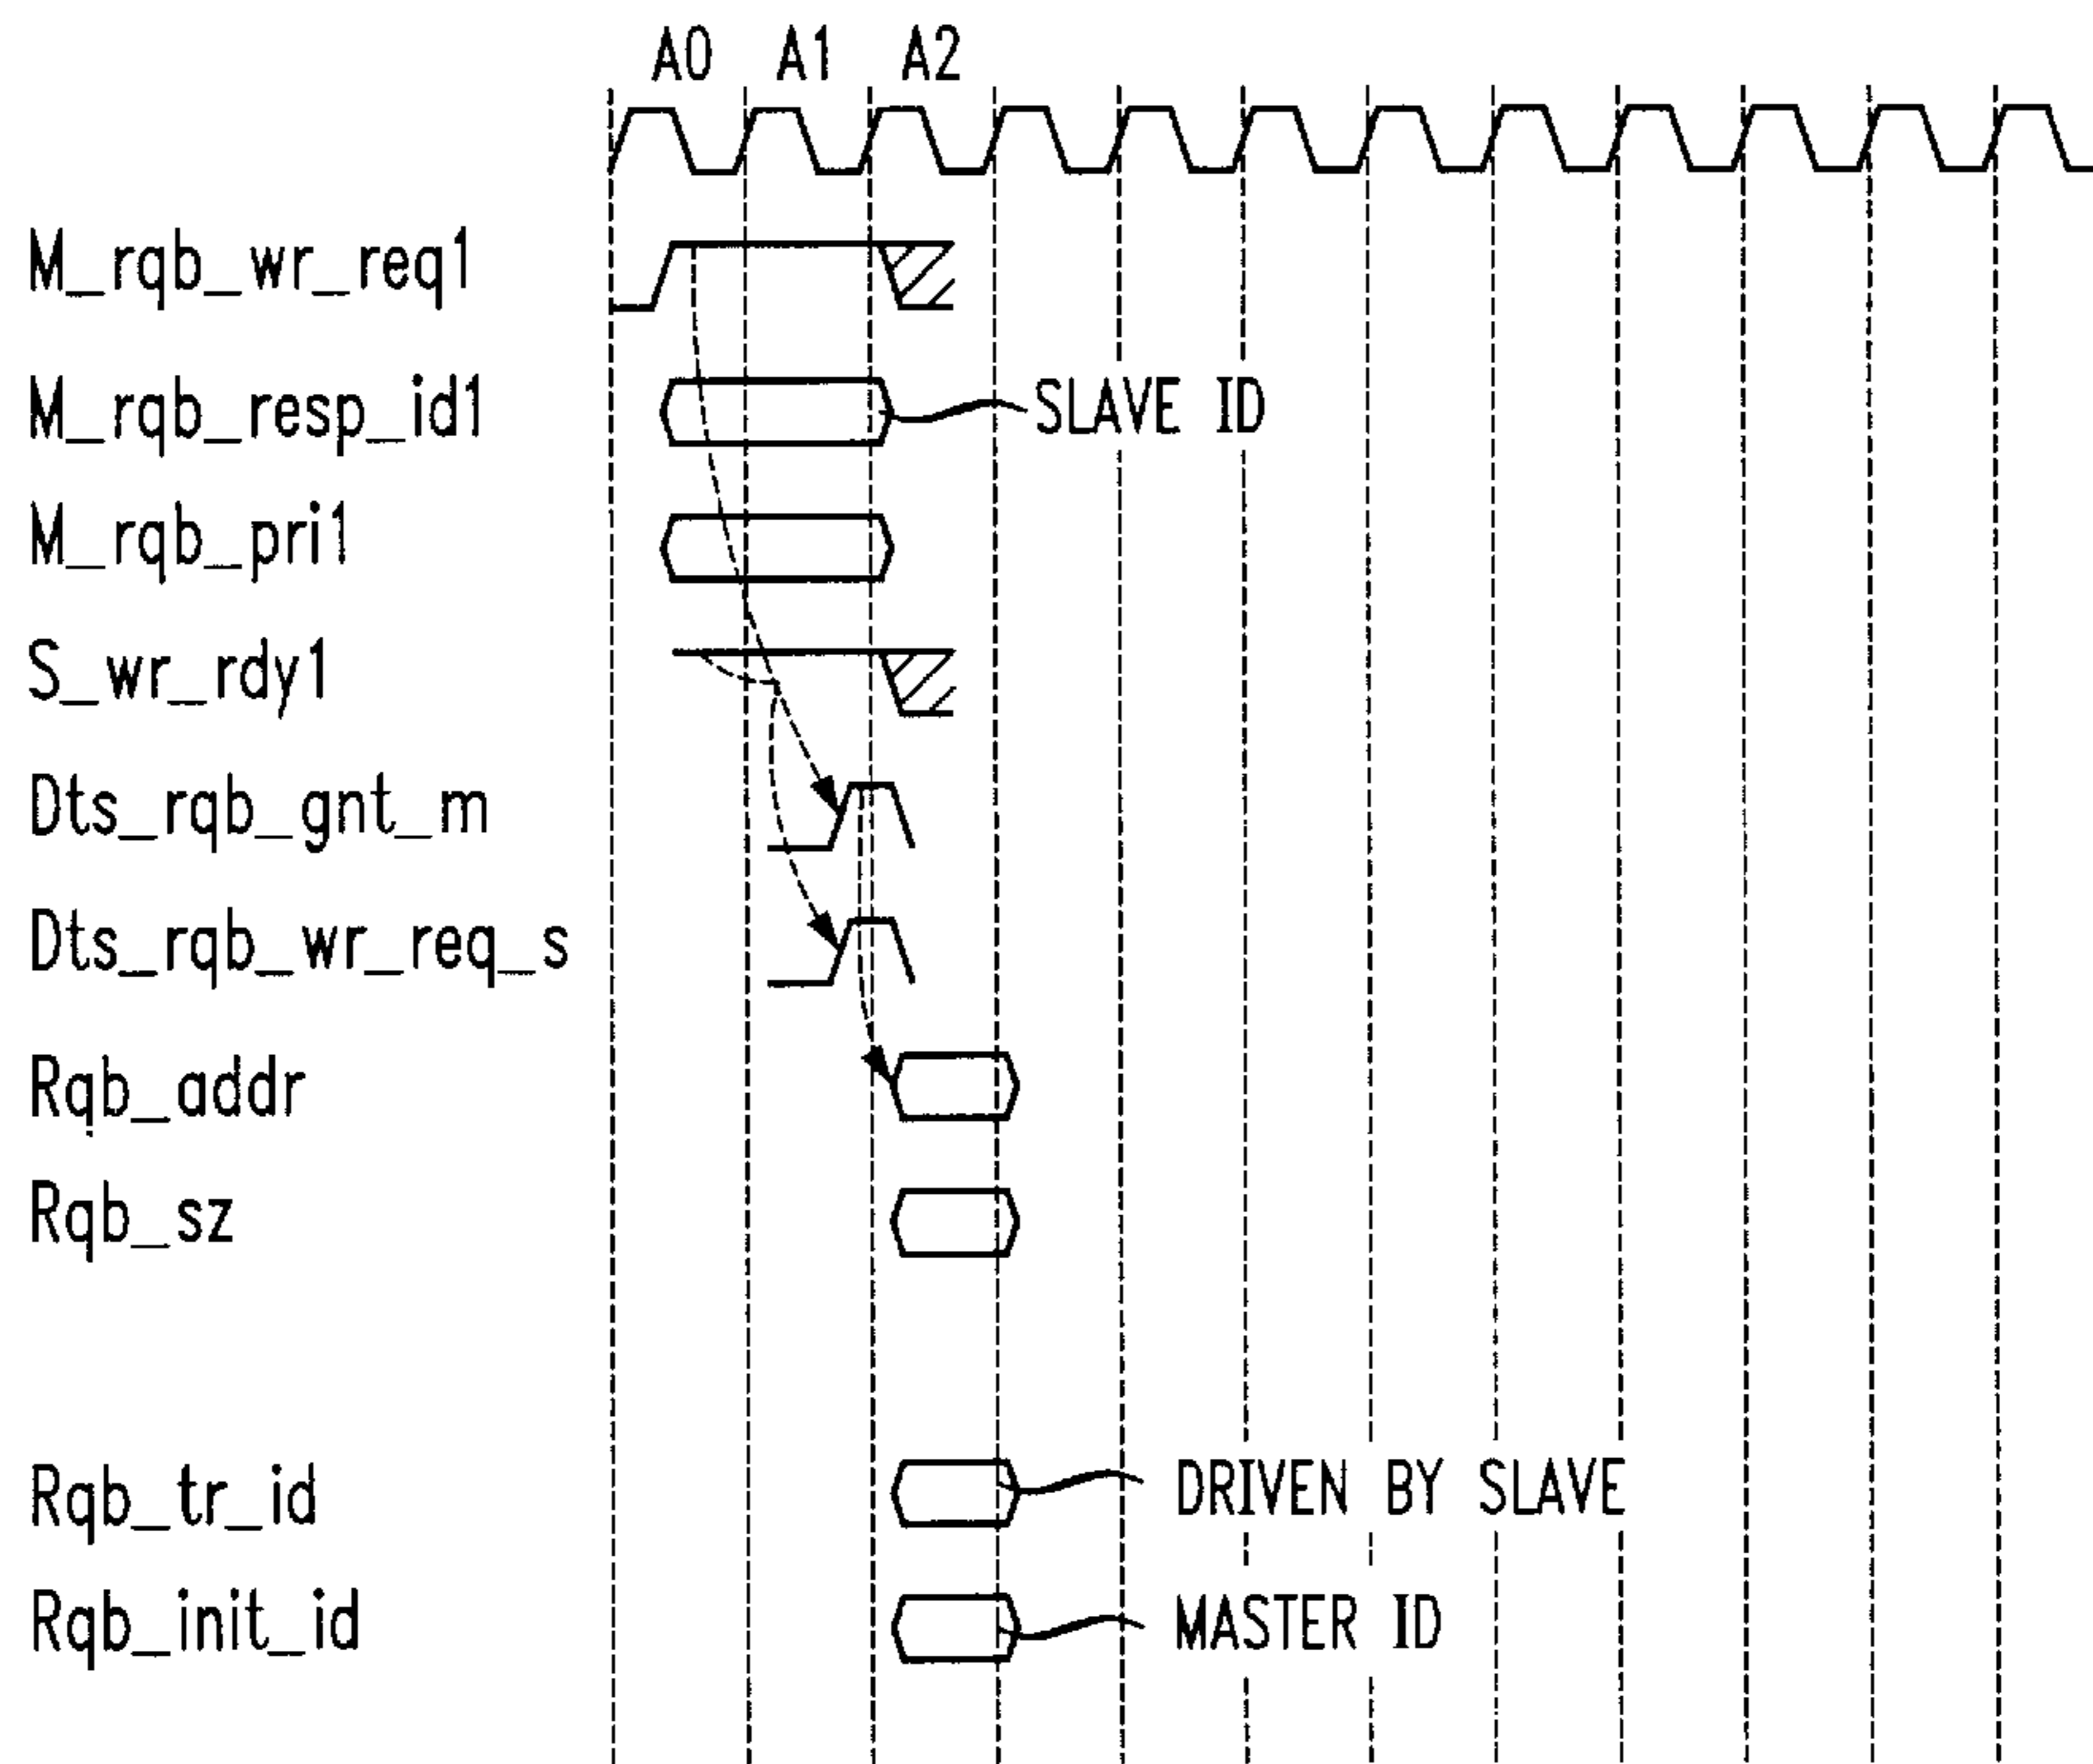 A0 A1 A2
M_rqb_wr_req1
M_rqb_resp_id1 SLAVE ID
M_rqb_pri1
S_wr_rdy1
Dts_rqb_gnt_m
Dts_rqb_wr_req_s
Rqb_addr
Rqb_sz
Rqb_tr_id DRIVEN BY SLAVE
Rqb_init_id MASTER ID